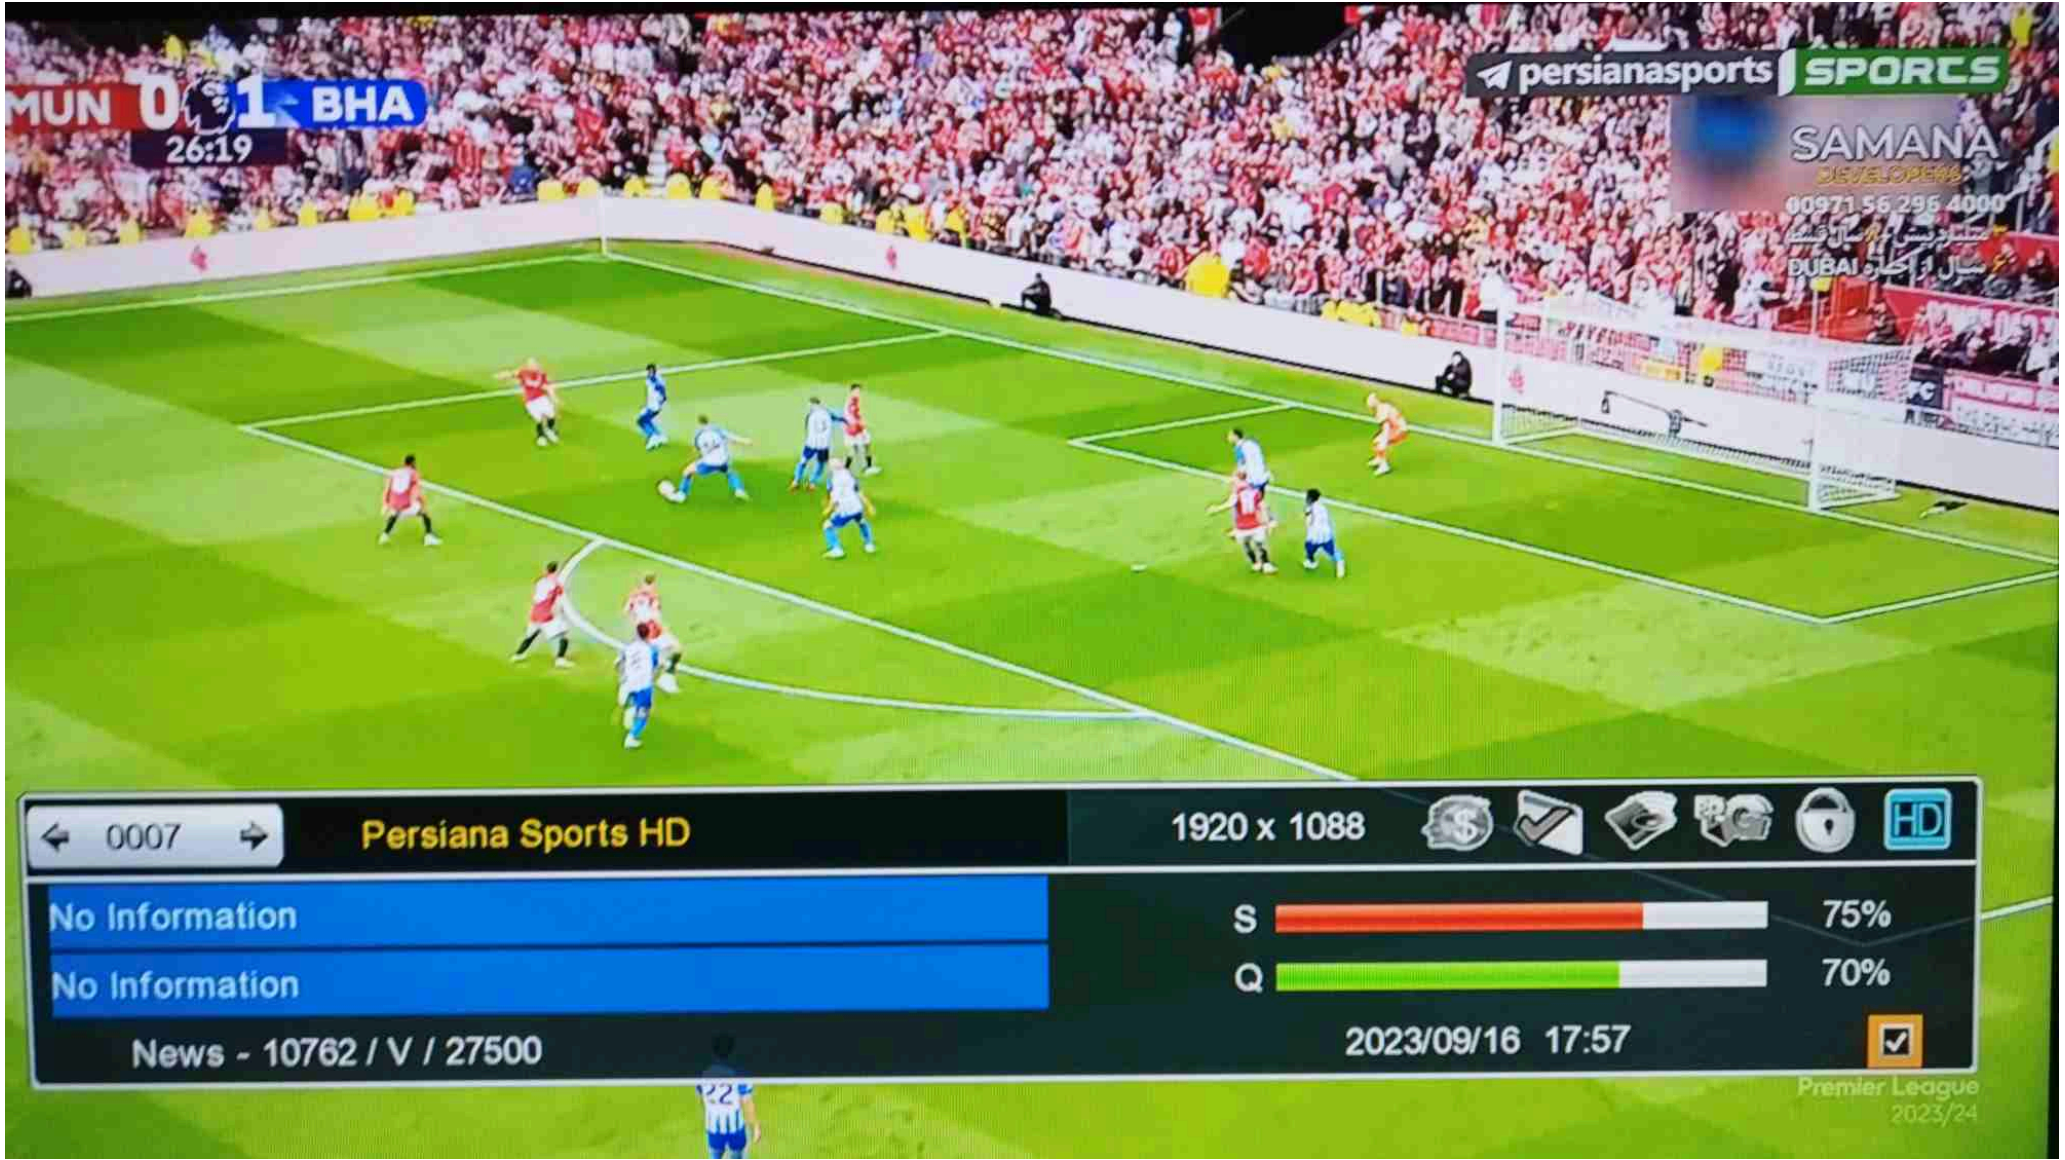 MUN 0 1 BHA
26:19
persianasports SPORTS
SAMANA
DEVELOPERS
00971 56 296 4000
DUBAI
22
0007
Persiana Sports HD
1920 x 1088
HD
No Information
S 75%
No Information
Q 70%
News - 10762 / V / 27500
2023/09/16 17:57
Premier League
2023/24